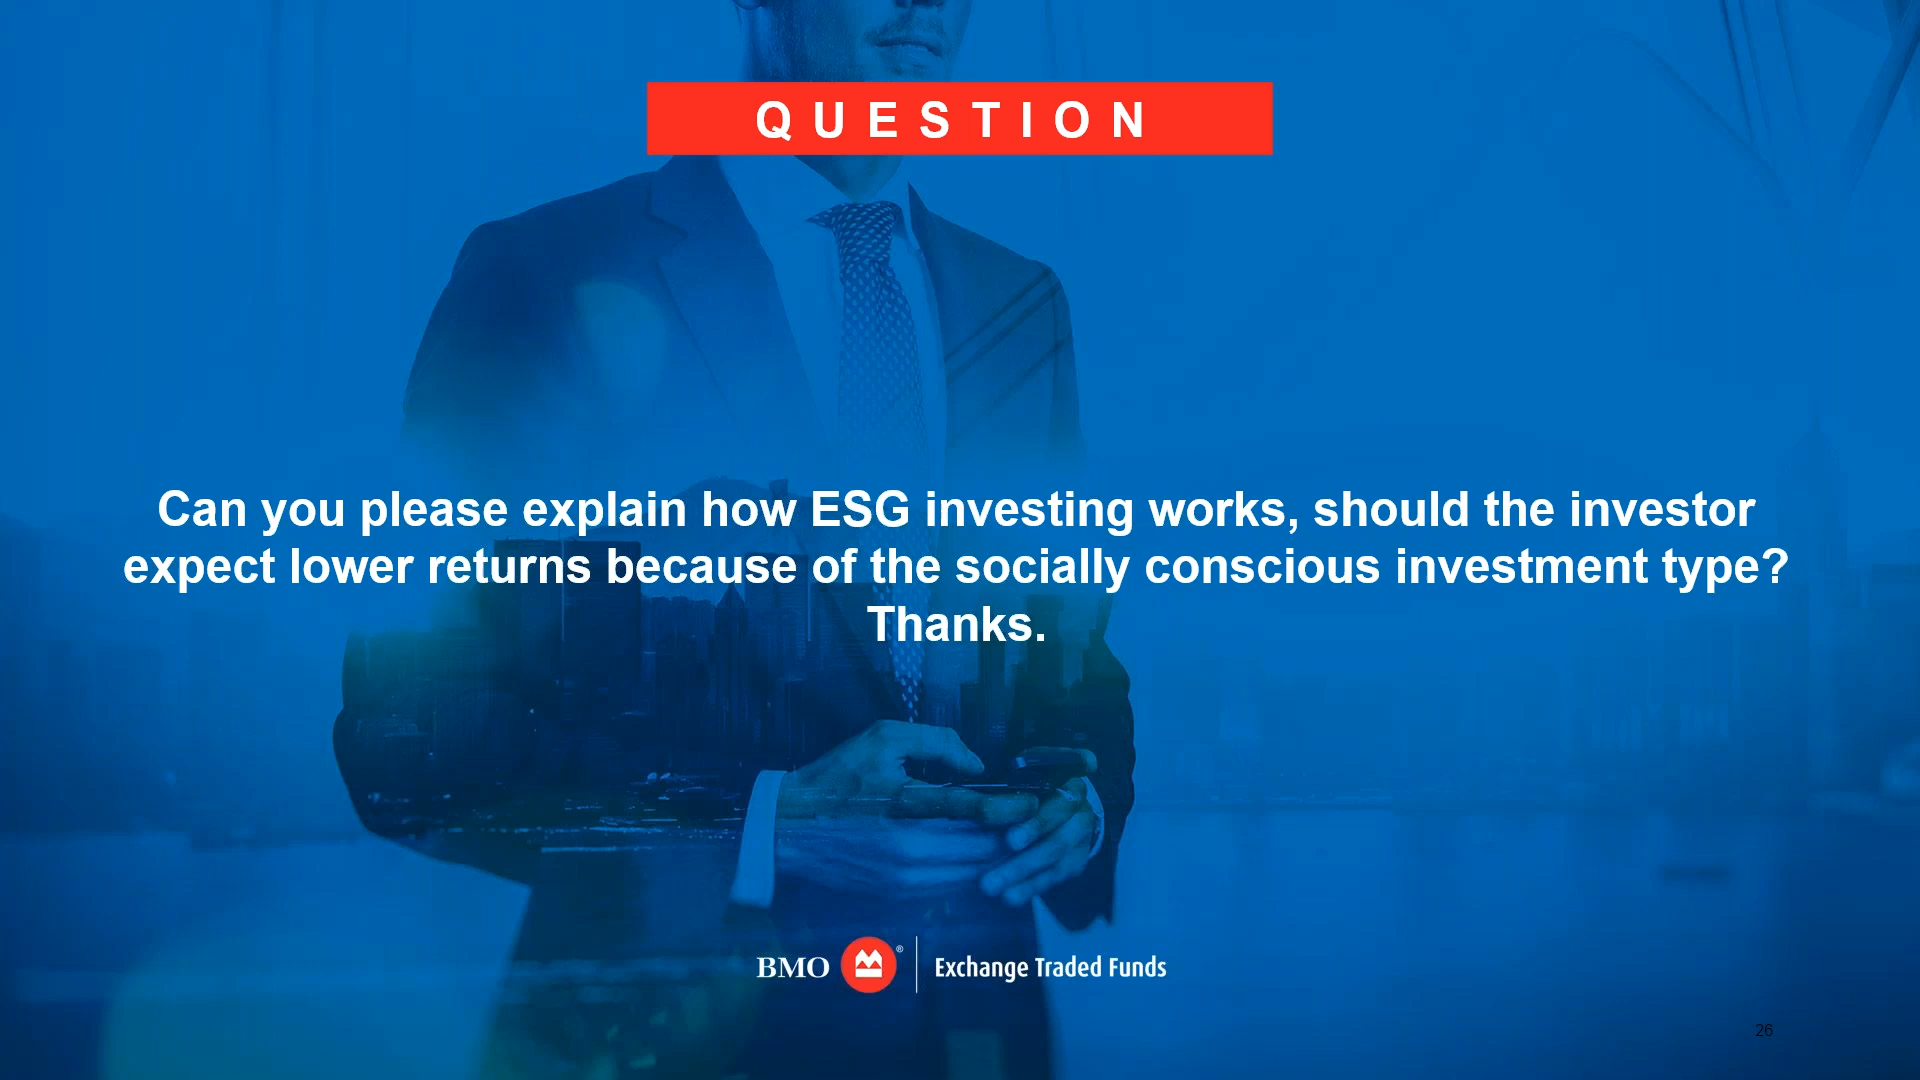 QUESTION
Can you please explain how ESG investing works, should the investor
expect lower returns because of the socially conscious investment type?
Thanks.
BMO ® Exchange Traded Funds
26